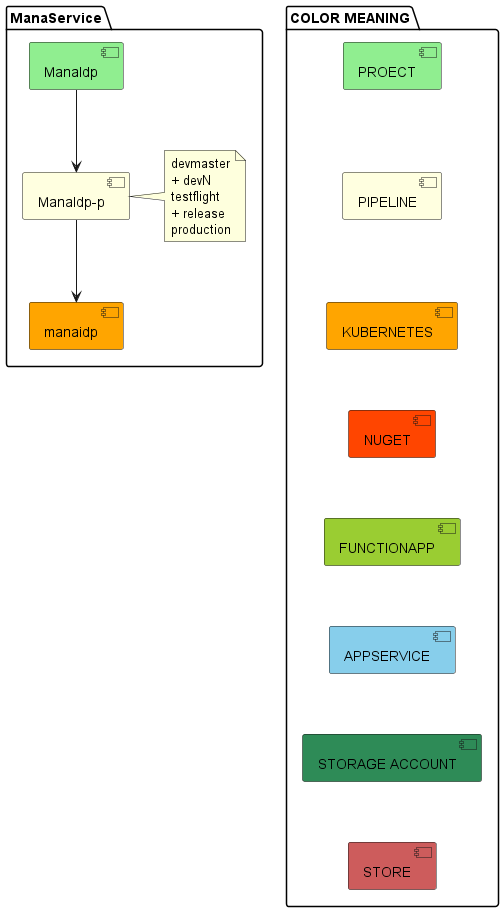 ManaService
ManaIdp
ManaIdp-p
devmaster
+ devN
testflight
+ release
production
manaidp
COLOR MEANING
PROECT
PIPELINE
KUBERNETES
NUGET
FUNCTIONAPP
APPSERVICE
STORAGE ACCOUNT
STORE